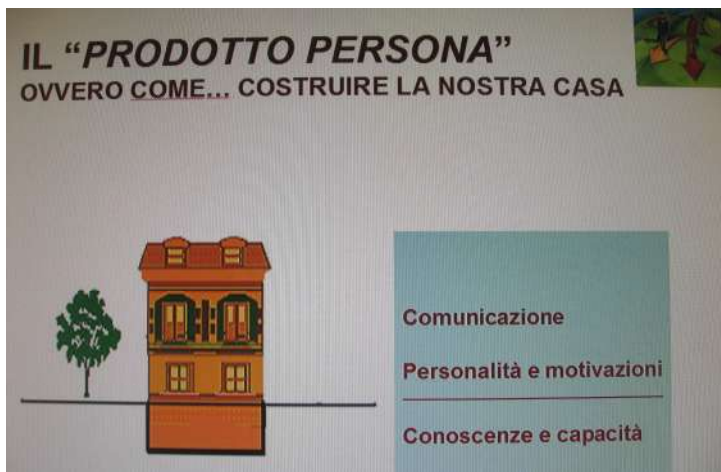 IL “PRODOTTO PERSONA”
OVVERO COME... COSTRUIRE LA NOSTRA CASA
Comunicazione
Personalità e motivazioni
Conoscenze e capacità